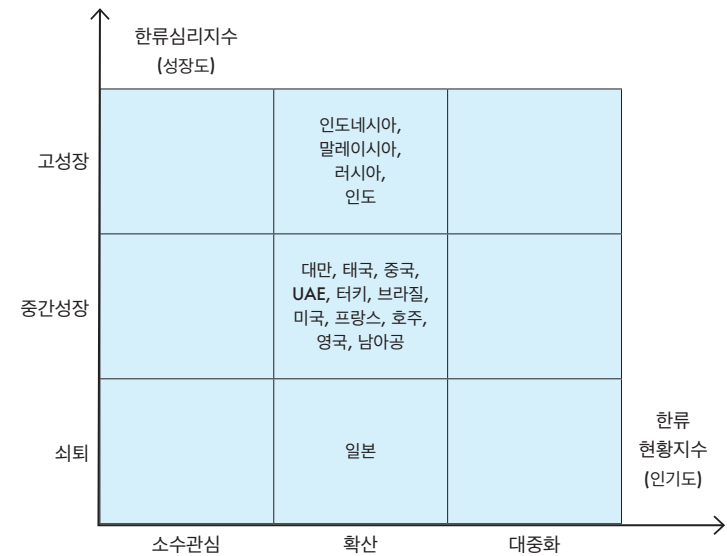 한류심리지수
(성장도)
고성장
인도네시아,
말레이시아,
러시아,
인도
중간성장
대만, 태국, 중국,
UAE, 터키, 브라질,
미국, 프랑스, 호주,
영국, 남아공
쇠퇴
일본
한류
현황지수
(인기도)
소수관심
확산
대중화